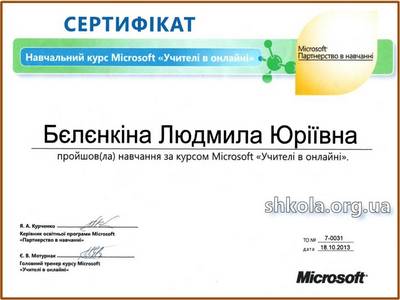 СЕРТИФІКАТ
Навчальний курс Microsoft «Учителі в онлайні»
Microsoft
Партнерство в навчанні
Бєлєнкіна Людмила Юріївна
пройшов(ла) навчання за курсом Microsoft «Учителі в онлайні».
shkola.org.ua
Я. А. Курченко
Керівник освітньої програми Microsoft
«Партнерство в навчанні»
ТО № 7-0031
ДАТА 18.10.2013
Є. В. Мотурнак
Головний тренер курсу Microsoft
«Учителі в онлайні»
Microsoft